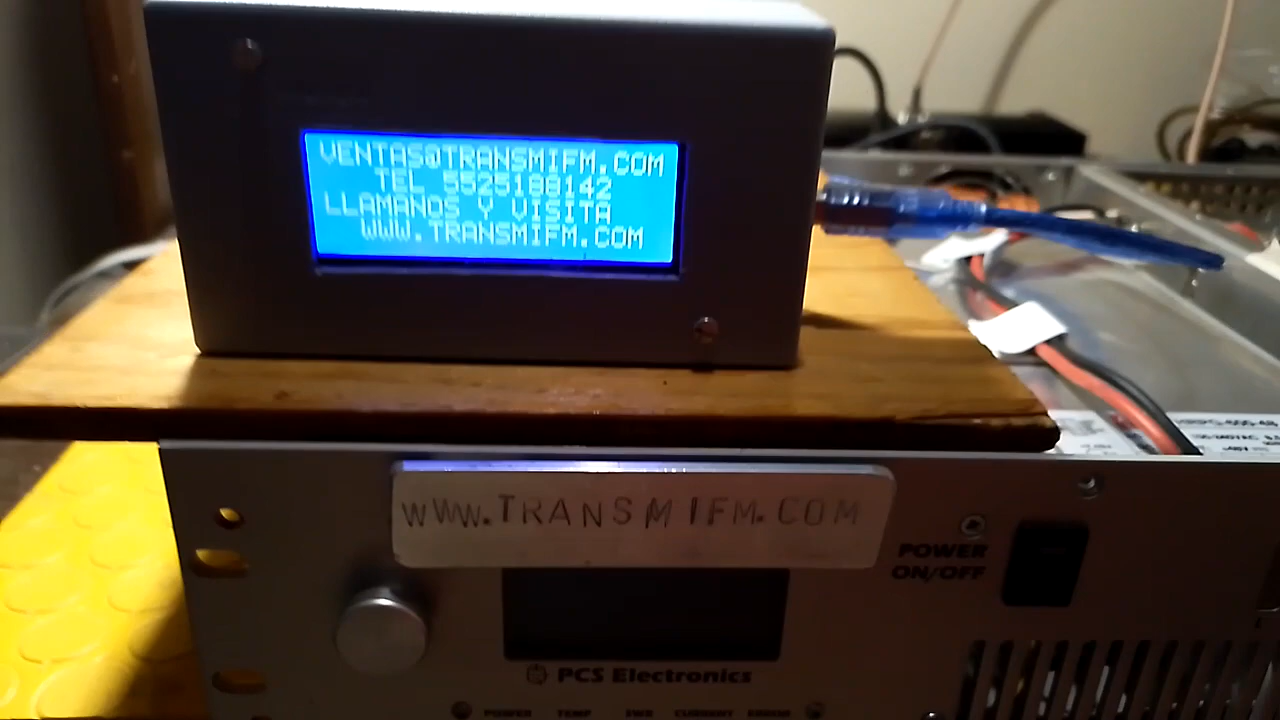 VENTAS@TRANSMIFM.COM
TEL 5525188142
LLAMANOS Y VISITA
WWW.TRANSMIFM.COM
WWW.TRANSMIFM.COM
POWER
ON/OFF
PCS Electronics
POWER TEMP SWR CURRENT ERROR